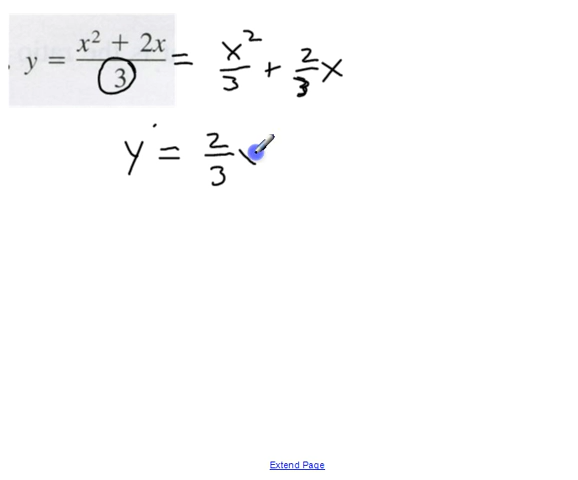 y = x² + 2x / 3 = x²/3 + 2/3 x
y' = 2/3 x
Extend Page